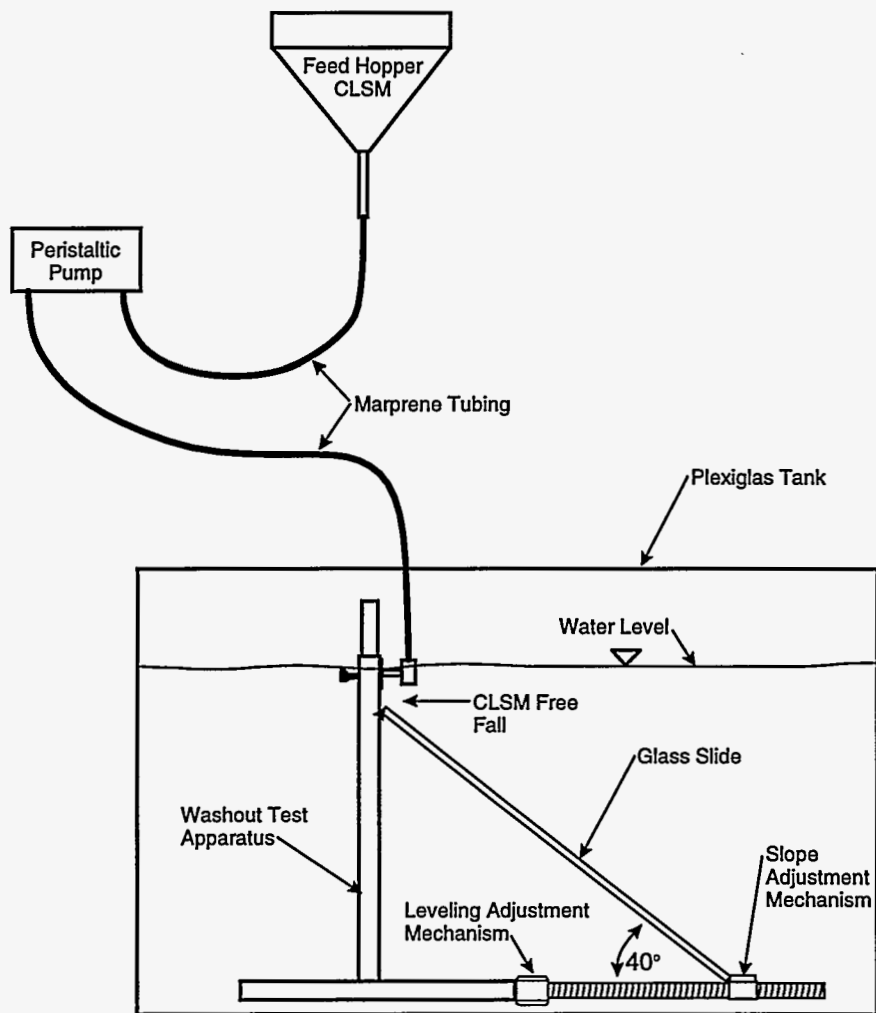 Feed Hopper
CLSM
Peristaltic
Pump
Marprene Tubing
Plexiglas Tank
Water Level
CLSM Free
Fall
Glass Slide
Washout Test
Apparatus
Slope
Adjustment
Mechanism
Leveling Adjustment
Mechanism
40°